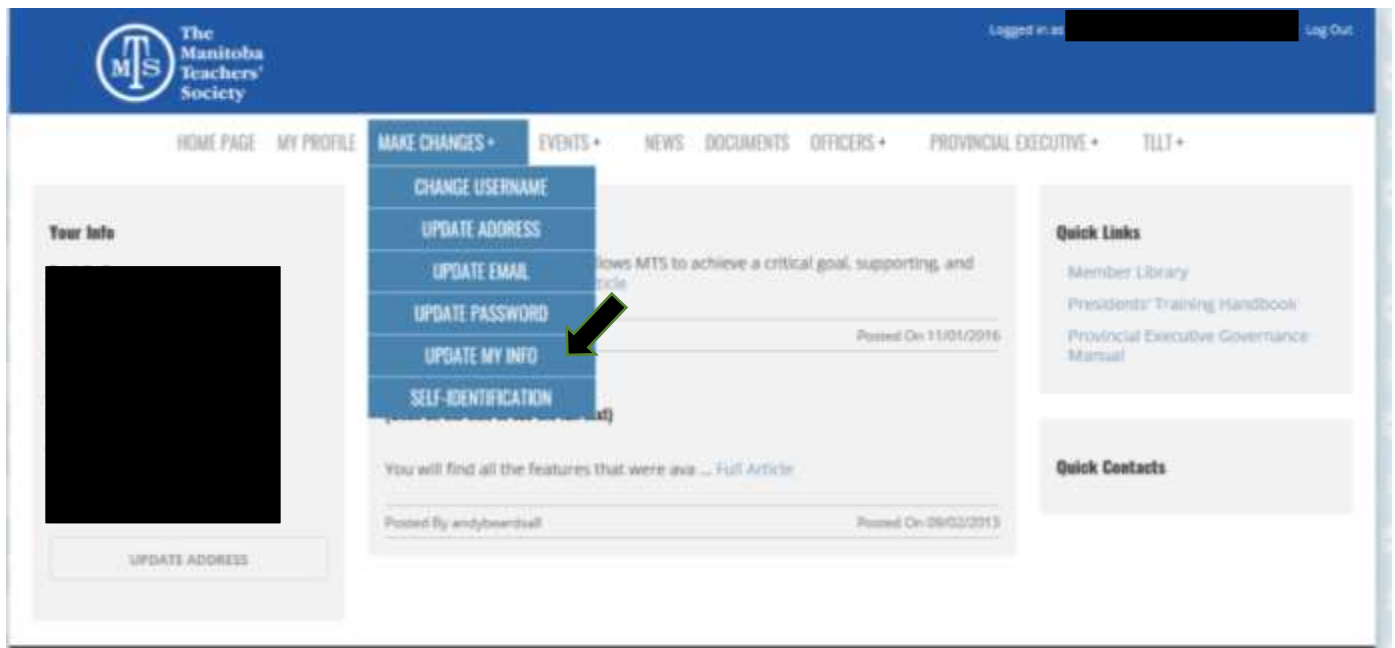 The
Manitoba
Teachers'
Society
MTS
Logged in as
Log Out
HOME PAGE MY PROFILE MAKE CHANGES + EVENTS + NEWS DOCUMENTS OFFICERS + PROVINCIAL EXECUTIVE + TLLT +
CHANGE USERNAME
UPDATE ADDRESS
UPDATE EMAIL
UPDATE PASSWORD
UPDATE MY INFO
SELF-IDENTIFICATION
Your Info
UPDATE ADDRESS
MTS to achieve a critical goal, supporting, and
Posted On 11/01/2016
You will find all the features that were ava ... Full Article
Posted By andybeardsall Posted On 09/02/2013
Quick Links
Member Library
Presidents' Training Handbook
Provincial Executive Governance
Manual
Quick Contacts